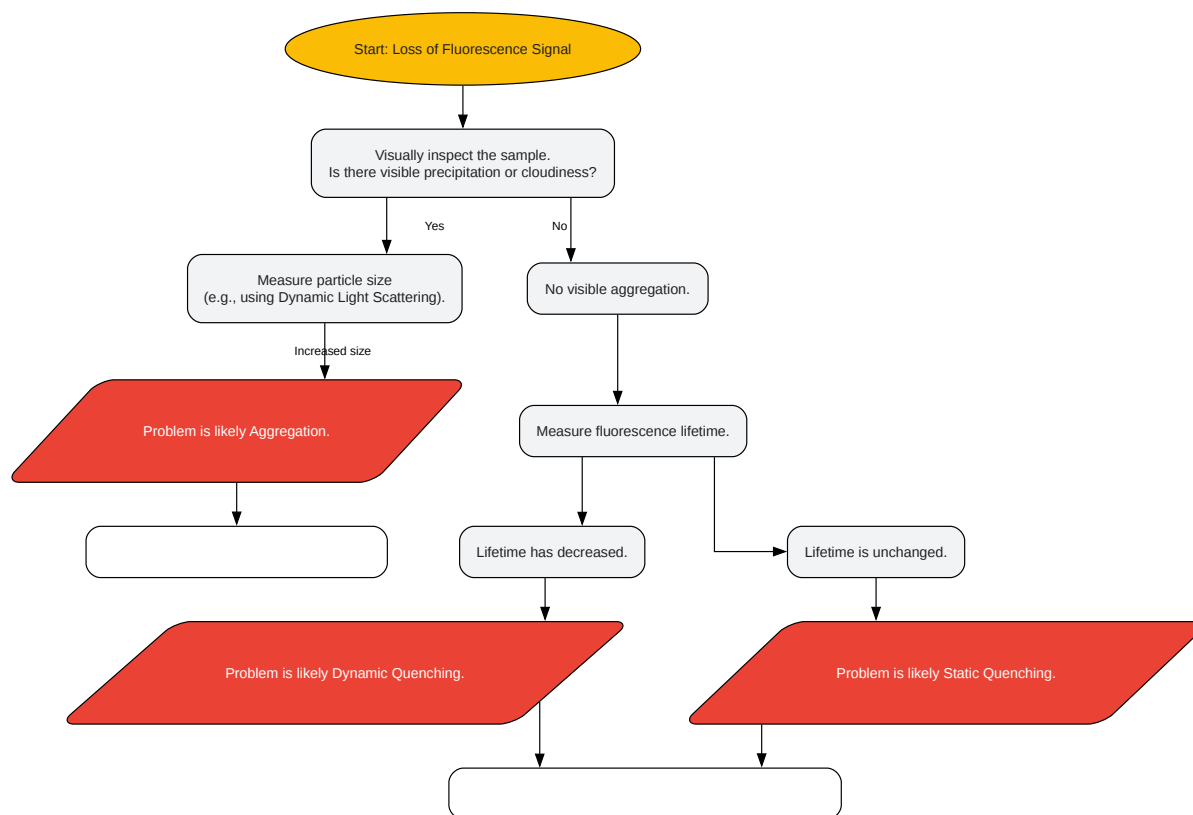 Start: Loss of Fluorescence Signal
Visually inspect the sample.
Is there visible precipitation or cloudiness?
Yes
No
Measure particle size
(e.g., using Dynamic Light Scattering).
No visible aggregation.
Increased size
Problem is likely Aggregation.
Measure fluorescence lifetime.
Lifetime has decreased.
Lifetime is unchanged.
Problem is likely Dynamic Quenching.
Problem is likely Static Quenching.